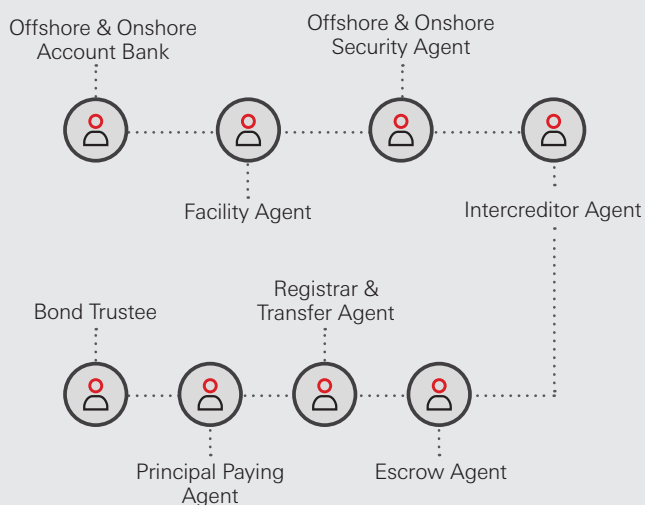 Offshore & Onshore
Account Bank
Offshore & Onshore
Security Agent
Facility Agent
Intercreditor Agent
Bond Trustee
Registrar &
Transfer Agent
Principal Paying
Agent
Escrow Agent